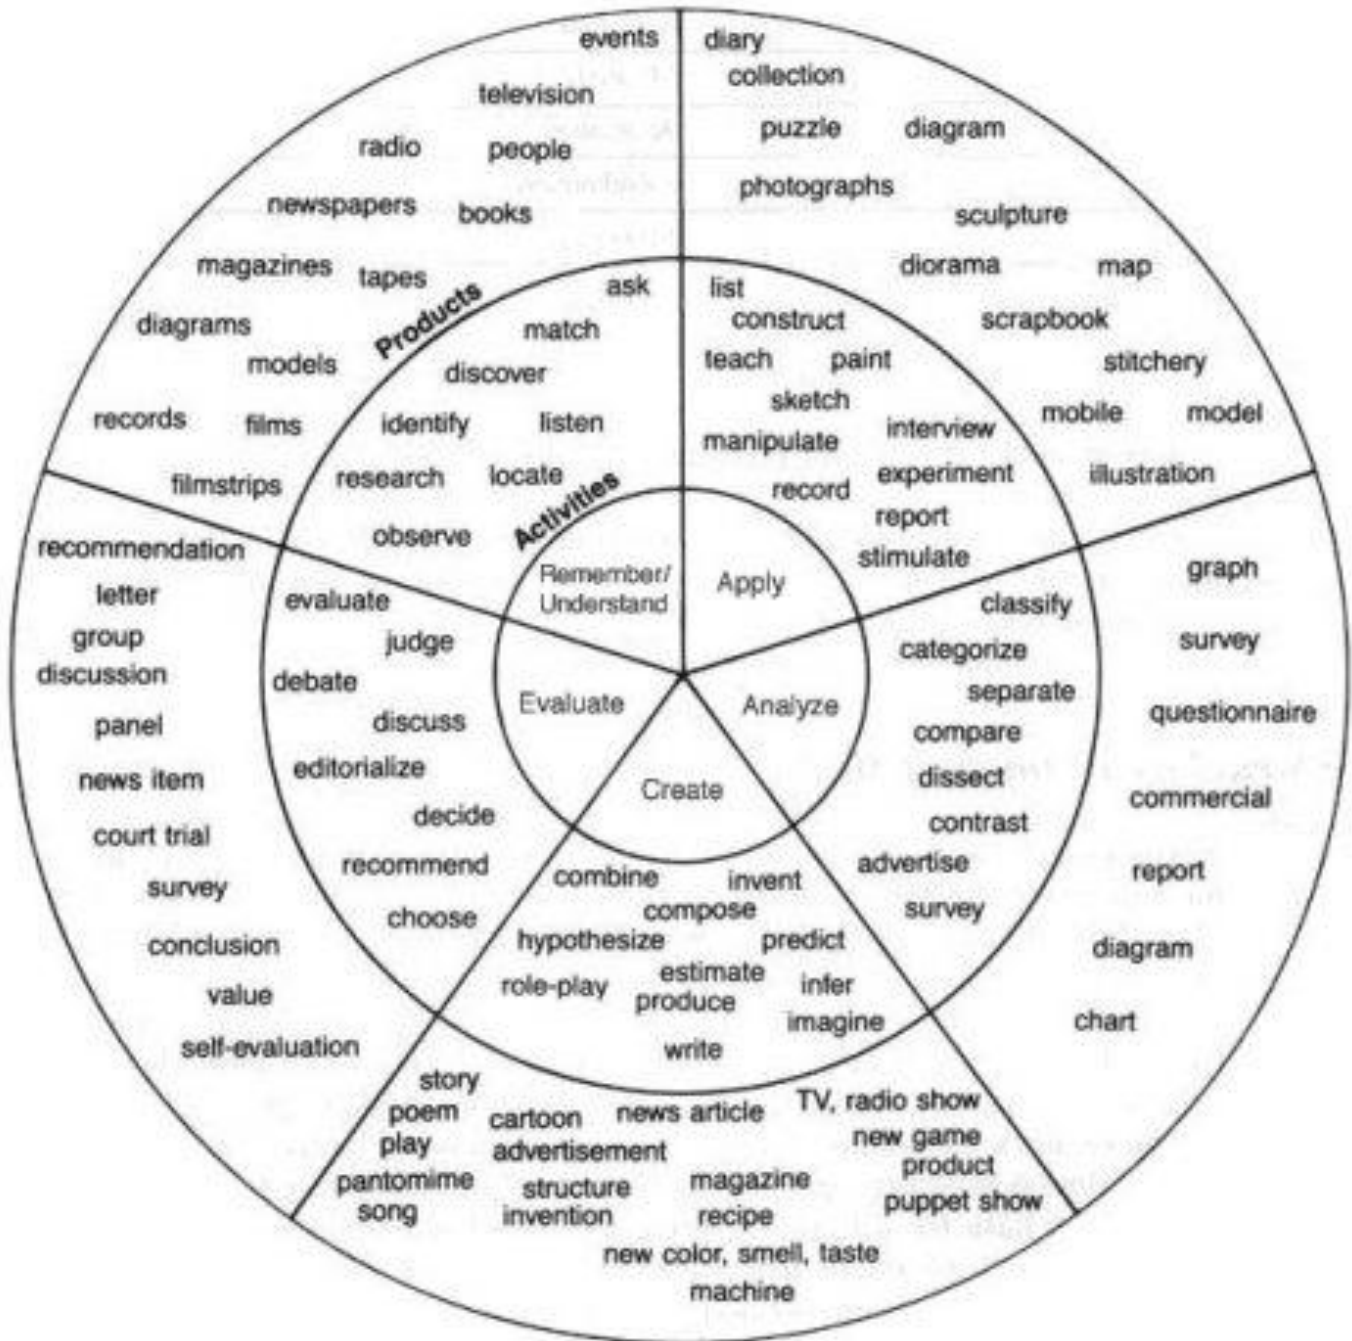 events
television
radio
people
newspapers
books
magazines
tapes
diagrams
models
records
films
filmstrips
diary
collection
puzzle
diagram
photographs
sculpture
diorama
map
scrapbook
stitchery
mobile
model
illustration
Products
ask
match
discover
identify
listen
research
locate
observe
list
construct
teach
paint
sketch
manipulate
interview
experiment
record
report
stimulate
Activities
Remember/
Understand
Apply
Evaluate
Analyze
Create
evaluate
judge
debate
discuss
editorialize
decide
recommend
choose
classify
categorize
separate
compare
dissect
contrast
advertise
survey
combine
invent
compose
hypothesize
predict
estimate
role-play
produce
infer
imagine
write
recommendation
letter
group
discussion
panel
news item
court trial
survey
conclusion
value
self-evaluation
graph
survey
questionnaire
commercial
report
diagram
chart
story
poem
play
pantomime
song
cartoon
advertisement
structure
invention
news article
magazine
recipe
TV, radio show
new game
product
puppet show
new color, smell, taste
machine